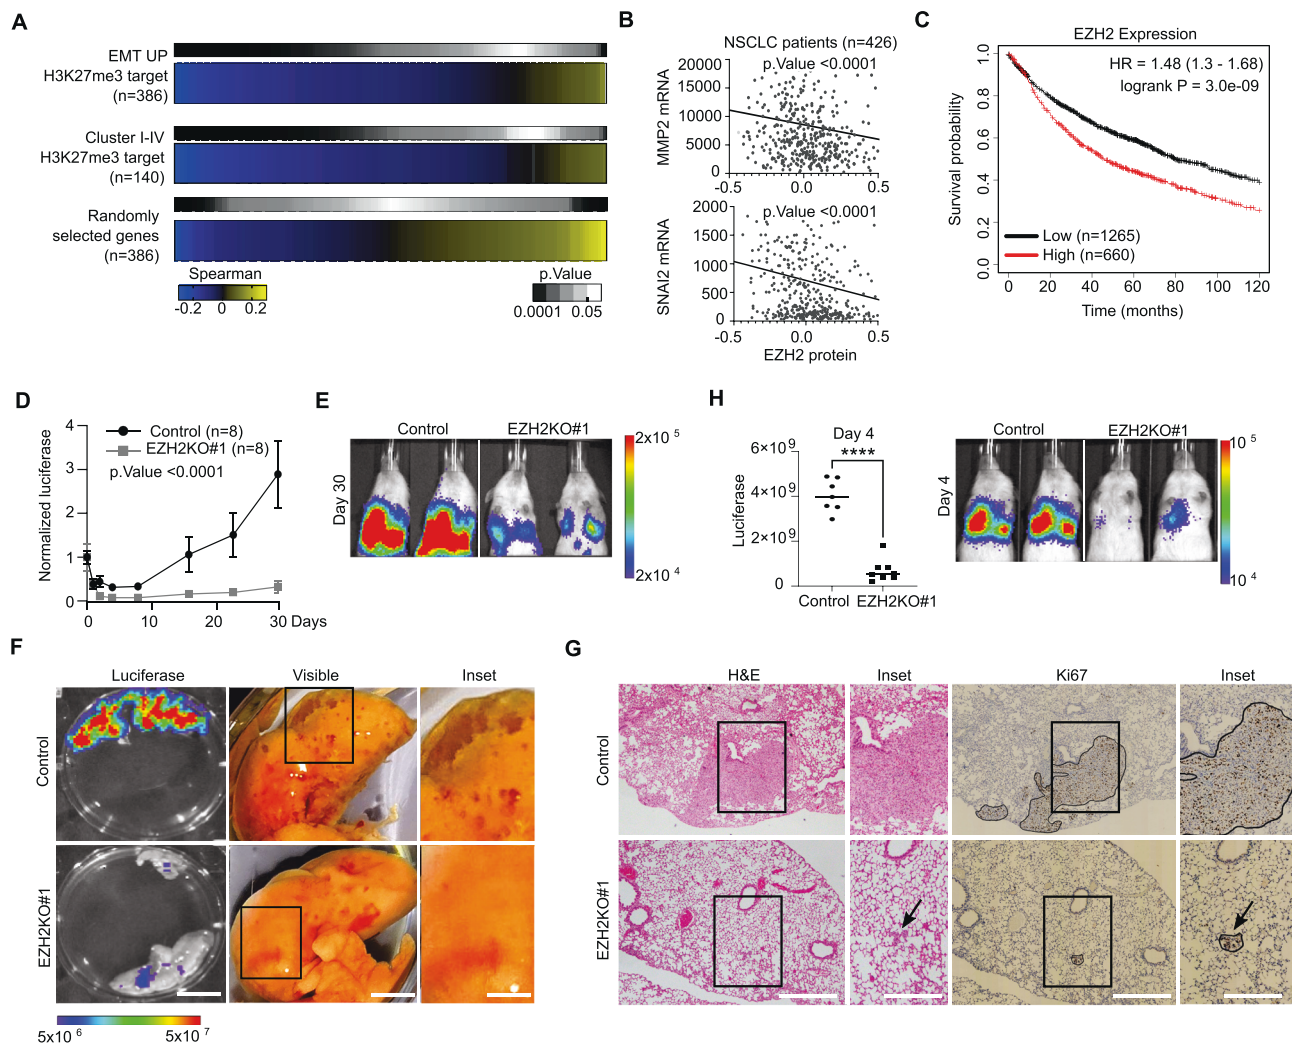 A
EMT UP
H3K27me3 target
(n=386)
Cluster I-IV
H3K27me3 target
(n=140)
Randomly
selected genes
(n=386)
Spearman
-0.2 0 0.2
p.Value
0.0001 0.05
B
NSCLC patients (n=426)
p.Value <0.0001
MMP2 mRNA
20000
15000
10000
5000
0
-0.5 0.0 0.5
p.Value <0.0001
SNAI2 mRNA
2000
1500
1000
500
0
-0.5 0.0 0.5
EZH2 protein
C
EZH2 Expression
HR = 1.48 (1.3 - 1.68)
logrank P = 3.0e-09
Survival probability
1.0
0.8
0.6
0.4
0.2
0.0
Low (n=1265)
High (n=660)
0 20 40 60 80 100 120
Time (months)
D
Normalized luciferase
4
3
2
1
0
Control (n=8)
EZH2KO#1 (n=8)
p.Value <0.0001
0 10 20 30 Days
E
Control EZH2KO#1
Day 30
2x10 5
2x10 4
H
Day 4
****
Luciferase
6×10 9
4×10 9
2×10 9
0
Control EZH2KO#1
Control EZH2KO#1
Day 4
10 5
10 4
F
Luciferase Visible Inset
Control
EZH2KO#1
5x10 6 5x10 7
G
H&E Inset Ki67 Inset
Control
EZH2KO#1